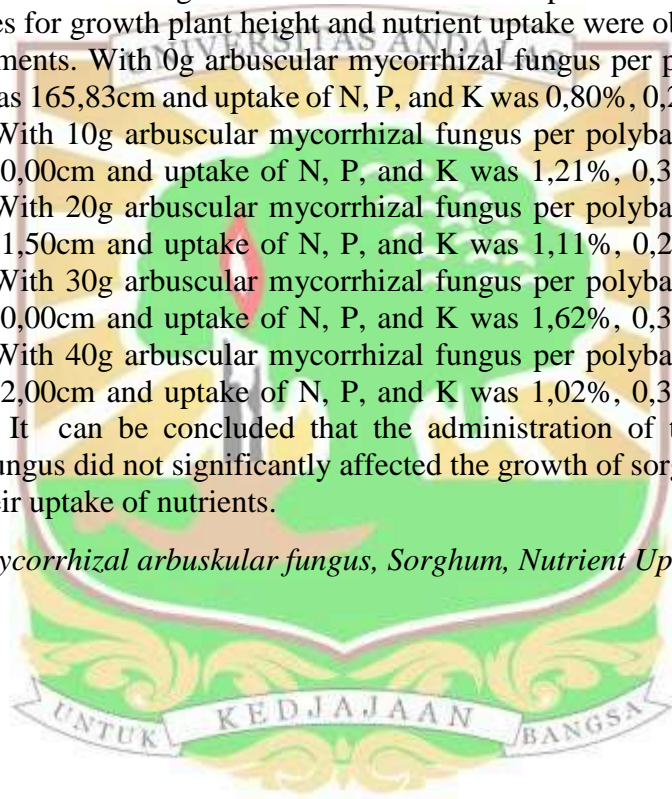 es for growth plant height and nutrient uptake were ob
UNIVERSITAS ANDALAS
ments. With 0g arbuscular mycorrhizal fungus per p
as 165,83cm and uptake of N, P, and K was 0,80%, 0,2
With 10g arbuscular mycorrhizal fungus per polyba
0,00cm and uptake of N, P, and K was 1,21%, 0,3
With 20g arbuscular mycorrhizal fungus per polyba
1,50cm and uptake of N, P, and K was 1,11%, 0,2
With 30g arbuscular mycorrhizal fungus per polyba
0,00cm and uptake of N, P, and K was 1,62%, 0,3
With 40g arbuscular mycorrhizal fungus per polyba
2,00cm and uptake of N, P, and K was 1,02%, 0,3
It can be concluded that the administration of t
ungus did not significantly affected the growth of sorg
eir uptake of nutrients.
ycorrhizal arbuskular fungus, Sorghum, Nutrient Up
UNTUK KEDJAJAAN BANGSA